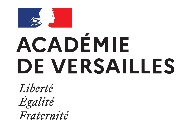 ACADÉMIE
DE VERSAILLES
Liberté
Égalité
Fraternité